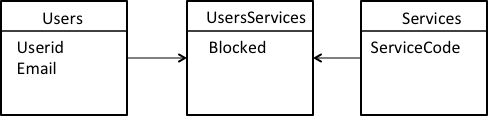 Users
Userid
Email
UsersServices
Blocked
Services
ServiceCode